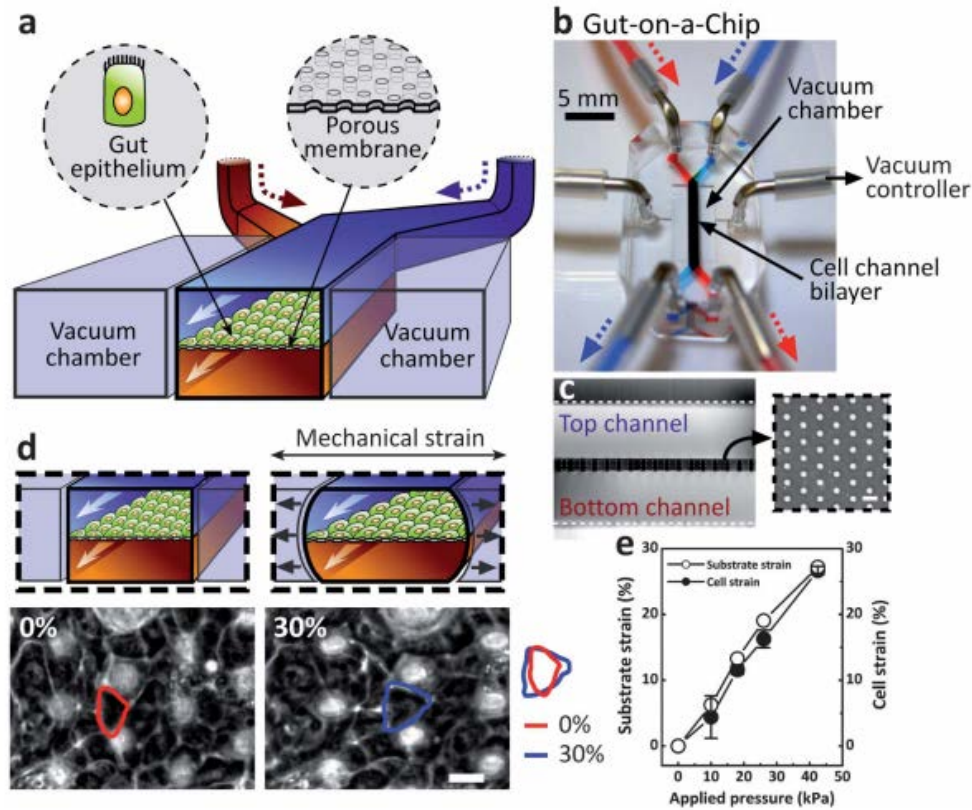 a
Gut
epithelium
Porous
membrane
Vacuum
chamber
Vacuum
chamber
b Gut-on-a-Chip
5 mm
Vacuum
chamber
Vacuum
controller
Cell channel
bilayer
c
Top channel
Bottom channel
d
Mechanical strain
0%
30%
0%
30%
e
Substrate strain (%)
30
20
10
0
Substrate strain
Cell strain
30
20
10
0
Cell strain (%)
0 10 20 30 40 50
Applied pressure (kPa)